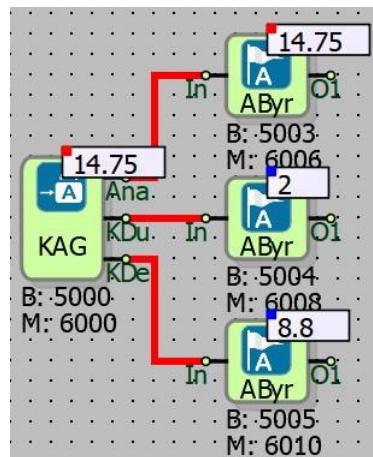 14.75
A
In
AByr
O1
B: 5003
M: 6006
14.75
A
Ana
KAG
KDu
KDe
B: 5000
M: 6000
2
A
In
AByr
O1
B: 5004
M: 6008
8.8
A
In
AByr
O1
B: 5005
M: 6010